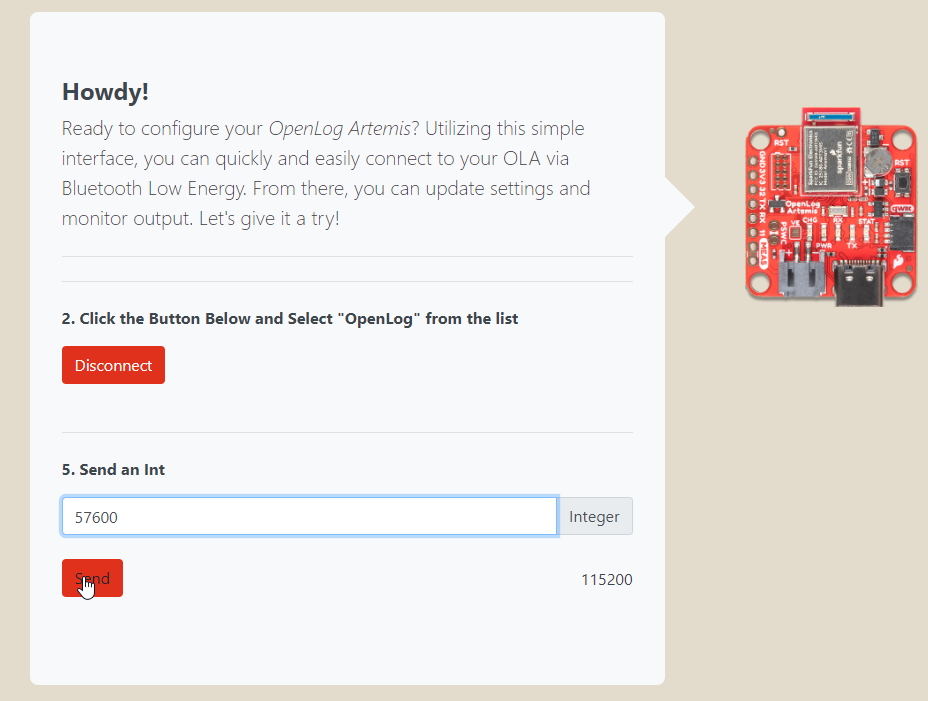 Howdy!
Ready to configure your OpenLog Artemis? Utilizing this simple
interface, you can quickly and easily connect to your OLA via
Bluetooth Low Energy. From there, you can update settings and
monitor output. Let's give it a try!
2. Click the Button Below and Select "OpenLog" from the list
Disconnect
5. Send an Int
57600
Integer
Send
115200
RST
RST
GND 3V3 32 TX RX
OpenLog
Artemis
RX
STAT
CHG
VE
PWR
TX
11
sparkfun